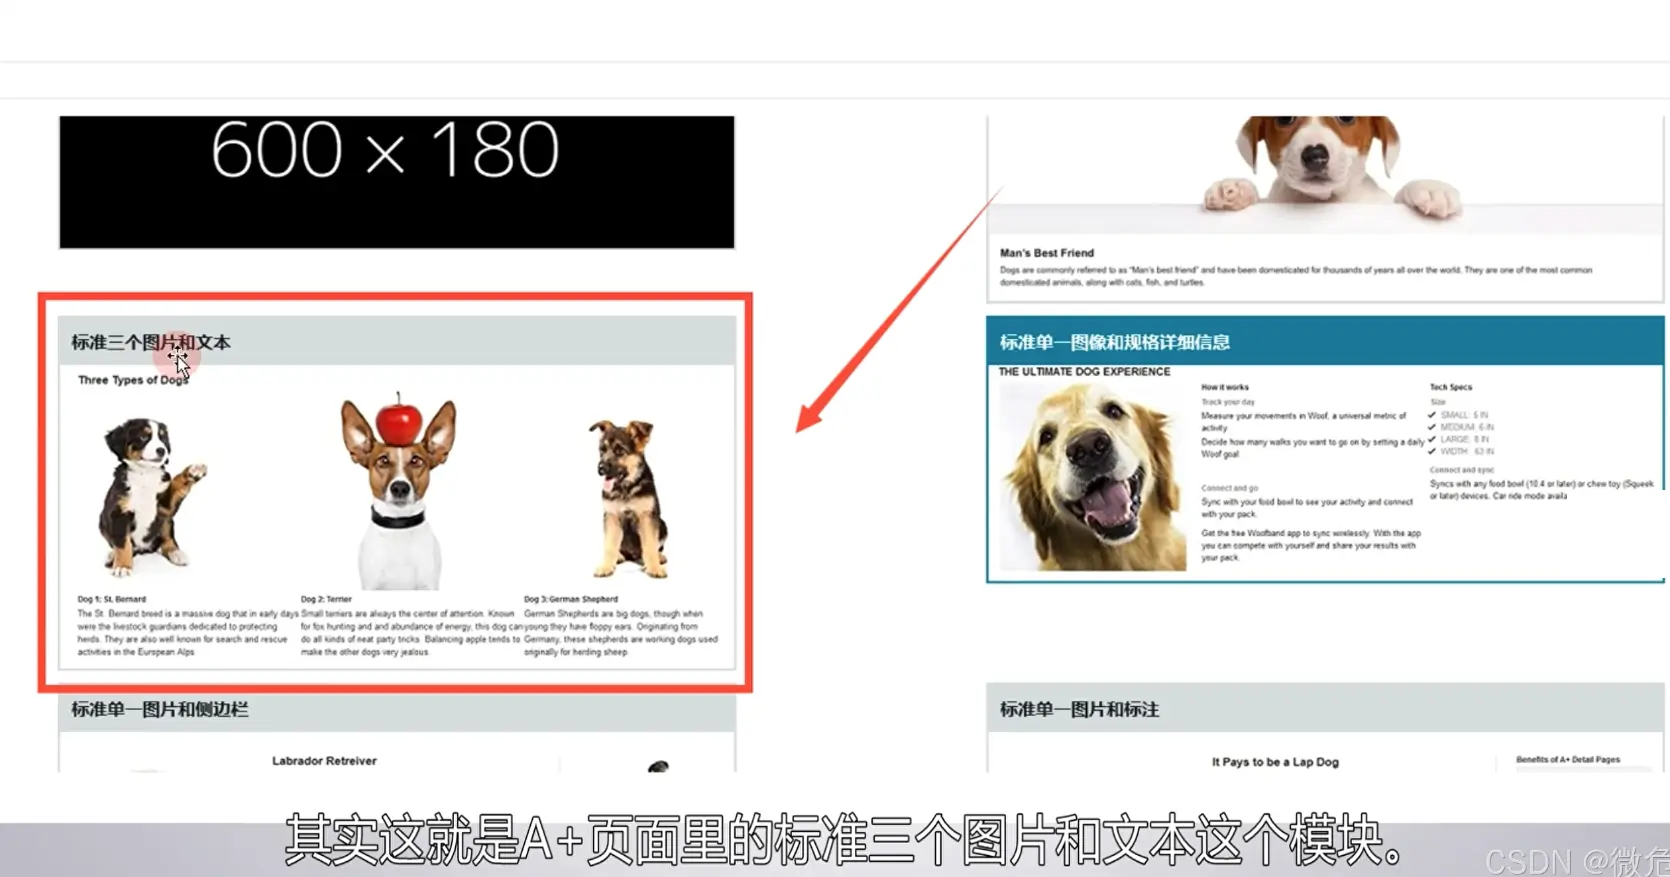 600 × 180
标准三个图片和文本
Three Types of Dogs
Dog 1: St. Bernard
The St. Bernard breed is a massive dog that in early days
were the livestock guardians dedicated to protecting
herds. They are also well known for search and rescue
activities in the European Alps
Dog 2: Terrier
Small terriers are always the center of attention. Known
for fox hunting and and abundance of energy, this dog can
do all kinds of neat party tricks. Balancing apple tends to
make the other dogs very jealous
Dog 3: German Shepherd
German Shepherds are big dogs, though when
young they have floppy ears. Originating from
Germany, these shepherds are working dogs used
originally for herding sheep
标准单一图片和侧边栏
Labrador Retreiver
Man's Best Friend
Dogs are commonly referred to as "Man's best friend" and have been domesticated for thousands of years all over the world. They are one of the most common
domesticated animals, along with cats, fish, and turtles.
标准单一图像和规格详细信息
THE ULTIMATE DOG EXPERIENCE
How it works
Track your day
Measure your movements in Woof, a universal metric of
activity
Decide how many walks you want to go on by setting a daily
Woof goal
Connect and go
Sync with your food bowl to see your activity and connect
with your pack.
Get the free Woofband app to sync wirelessly. With the app
you can compete with yourself and share your results with
your pack.
Tech Specs
Size
SMALL: 5 IN
MEDIUM: 6 IN
LARGE: 8 IN
WIDTH: 63 IN
Connect and sync
Syncs with any food bowl (10.4 or later) or chew toy (Squeek
or later) devices. Car ride mode availa
标准单一图片和标注
It Pays to be a Lap Dog
Benefits of A+ Detail Pages
其实这就是A+页面里的标准三个图片和文本这个模块。
CSDN @微危